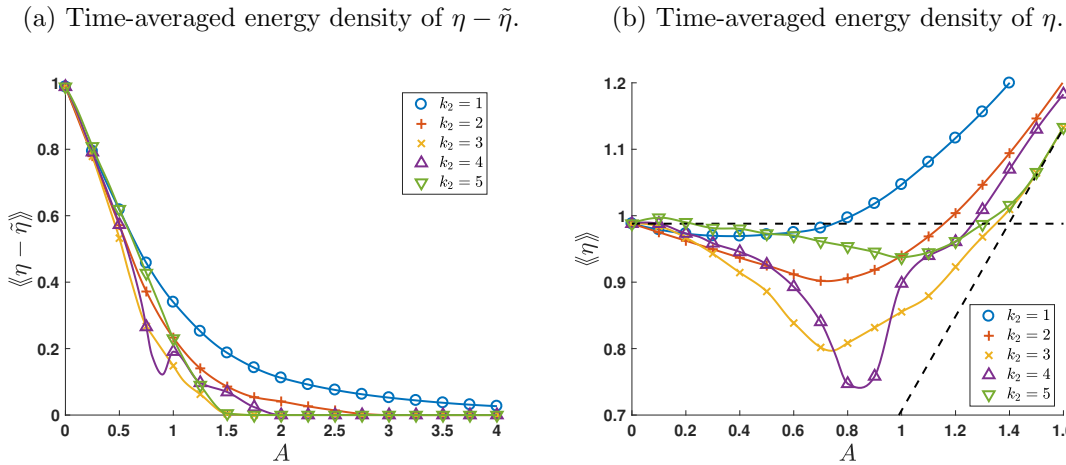 (a) Time-averaged energy density of η − η̃.
1
0.8
0.6
0.4
0.2
0
0 0.5 1 1.5 2 2.5 3 3.5 4
A
⟪η − η̃⟫
k₂ = 1
k₂ = 2
k₂ = 3
k₂ = 4
k₂ = 5
(b) Time-averaged energy density of η.
1.2
1.1
1
0.9
0.8
0.7
0 0.2 0.4 0.6 0.8 1 1.2 1.4 1.6
A
⟪η⟫
k₂ = 1
k₂ = 2
k₂ = 3
k₂ = 4
k₂ = 5